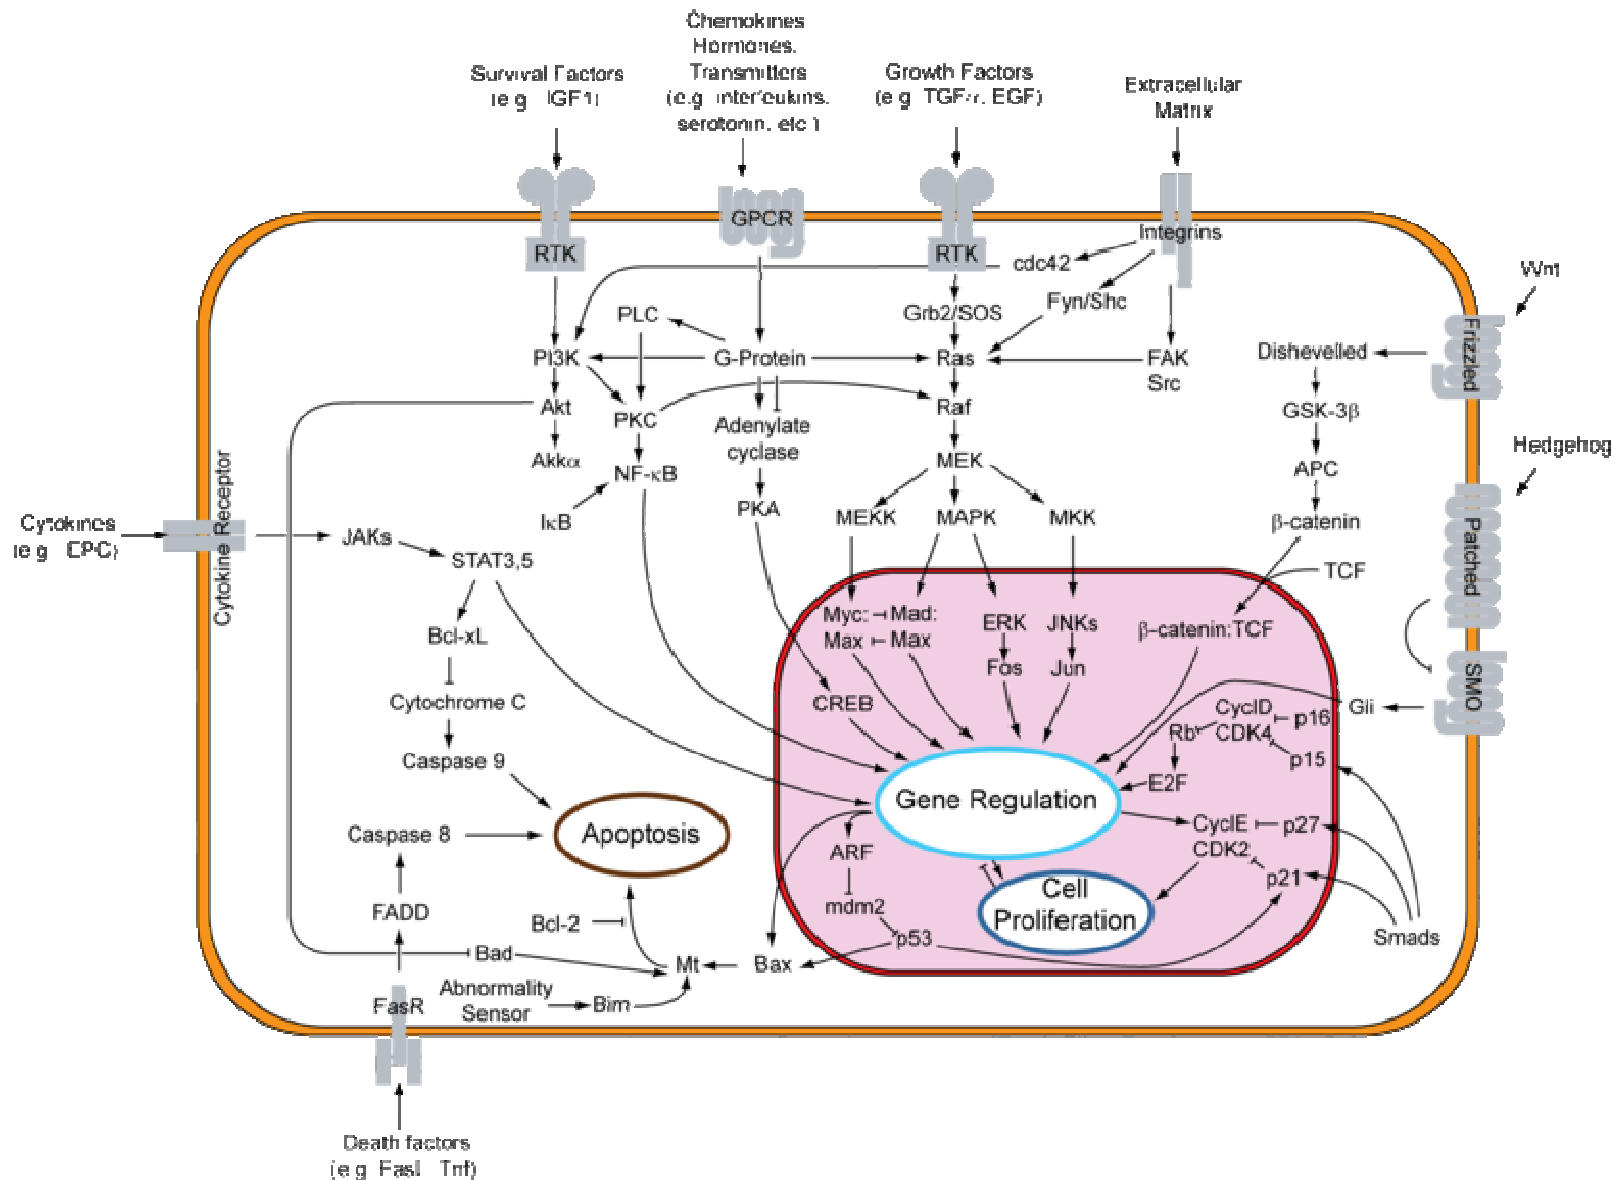 Chemokines
Hormones,
Transmitters
(e.g. interleukins,
serotonin, etc.)
Survival Factors
(e.g. IGF1)
Growth Factors
(e.g. TGFα, EGF)
Extracellular
Matrix
RTK
GPCR
RTK
Integrins
cdc42
Fyn/Shc
Wnt
Frizzled
PLC
Grb2/SOS
PI3K
G-Protein
Ras
FAK
Src
Dishevelled
Akt
PKC
Adenylate
cyclase
Raf
GSK-3β
Akkα
NF-κB
MEK
APC
Hedgehog
Patched
IκB
PKA
MEKK
MAPK
MKK
β-catenin
TCF
Cytokines
(e.g. EPC)
Cytokine Receptor
JAKs
STAT3,5
Myc:
Mad:
Max
Max
ERK
JNKs
β-catenin:TCF
Bcl-xL
Fos
Jun
SMO
Cytochrome C
CREB
CyclD
p16
Gli
Rb
CDK4
p15
Caspase 9
E2F
Gene Regulation
Caspase 8
Apoptosis
CyclE
p27
CDK2
ARF
p21
FADD
Bcl-2
mdm2
Cell
Proliferation
p53
Smads
Bad
Mt
Bax
Abnormality
Sensor
Bim
FasR
Death factors
(e.g. FasL, Tnf)